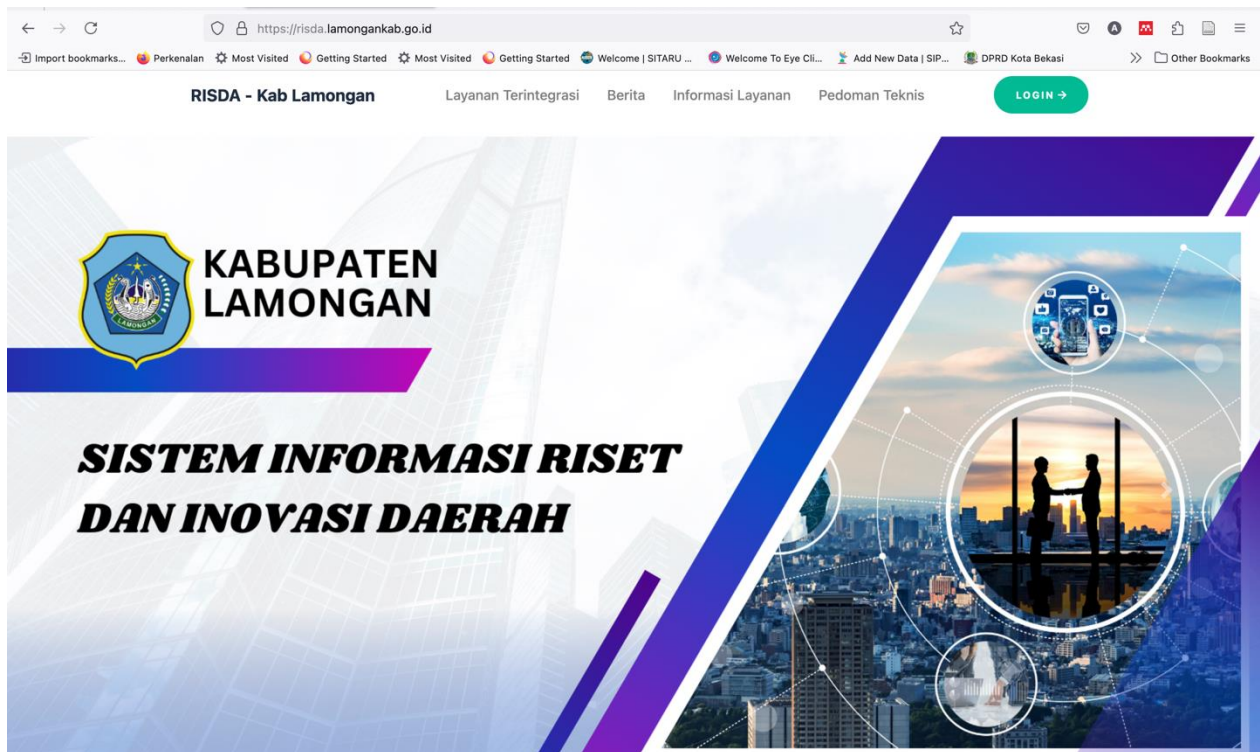 https://risda.lamongankab.go.id
Import bookmarks... Perkenalan Most Visited Getting Started Most Visited Getting Started Welcome | SITARU ... Welcome To Eye Cli... Add New Data | SIP... DPRD Kota Bekasi Other Bookmarks
RISDA - Kab Lamongan Layanan Terintegrasi Berita Informasi Layanan Pedoman Teknis LOGIN →
KABUPATEN
LAMONGAN
LAMONGAN
SISTEM INFORMASI RISET
DAN INOVASI DAERAH